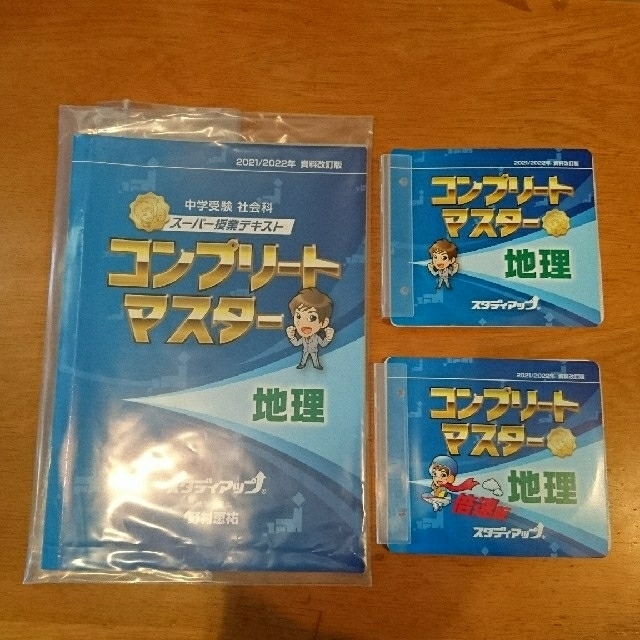 2021/2022年 資料改訂版
中学受験 社会科
スーパー授業テキスト
コンプリート
マスター
地理
スタディアップ
野村恵祐
2021/2022年 資料改訂版
コンプリート
マスター
地理
スタディアップ
2021/2022年 資料改訂版
コンプリート
マスター
地理
倍速版
スタディアップ